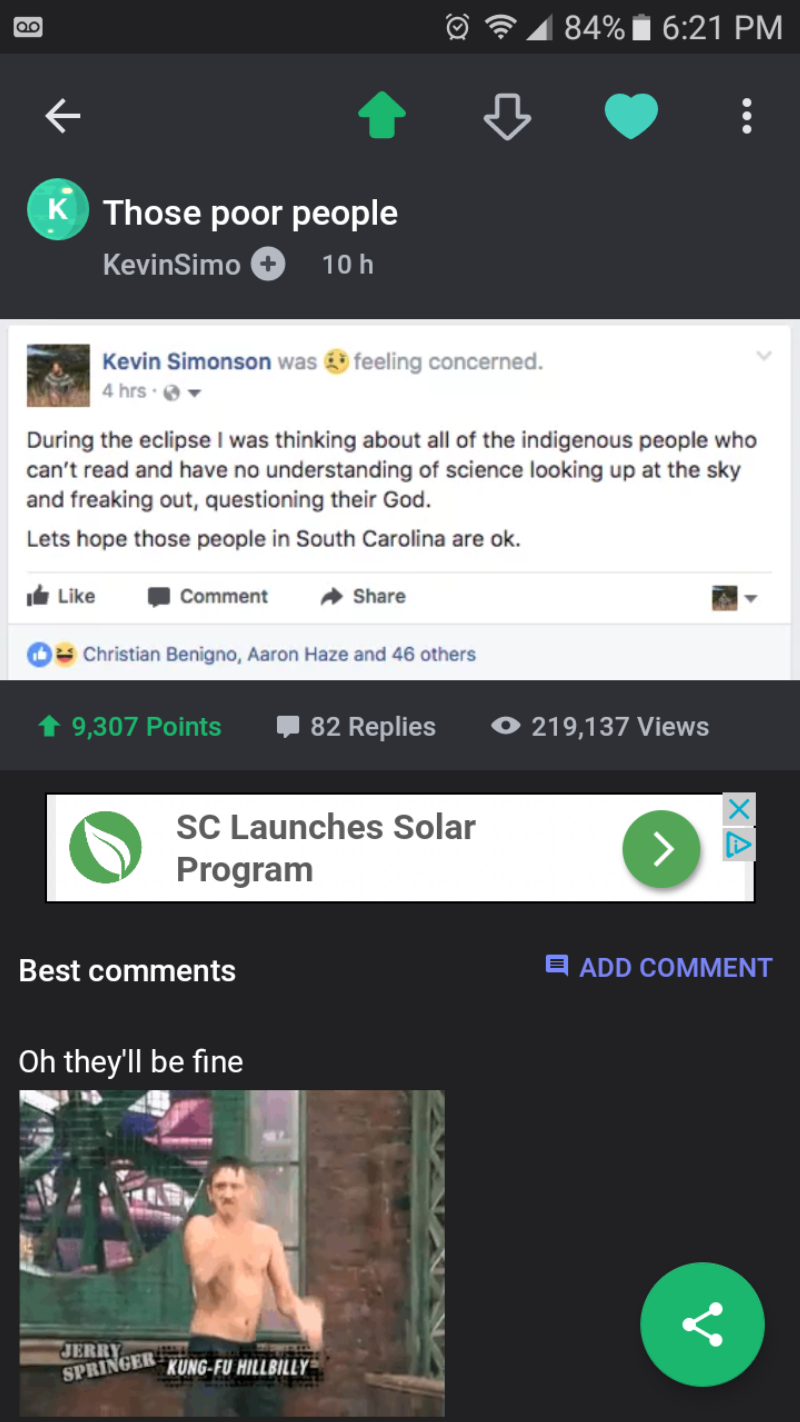 84% 6:21 PM
K
Those poor people
KevinSimo 10 h
Kevin Simonson was feeling concerned.
4 hrs ·
During the eclipse I was thinking about all of the indigenous people who
can't read and have no understanding of science looking up at the sky
and freaking out, questioning their God.
Lets hope those people in South Carolina are ok.
Like Comment Share
Christian Benigno, Aaron Haze and 46 others
9,307 Points 82 Replies 219,137 Views
SC Launches Solar
Program
Best comments ADD COMMENT
Oh they'll be fine
JERRY
SPRINGER KUNG-FU HILLBILLY